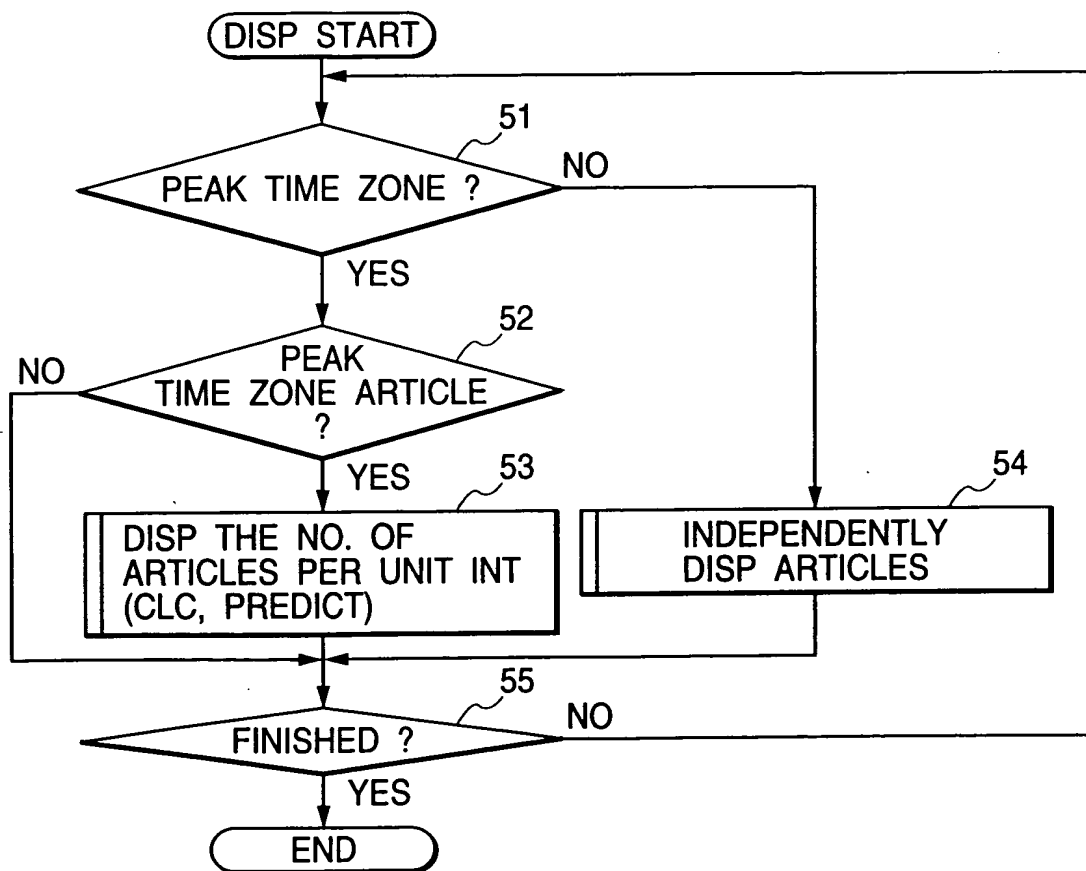 DISP START
51
PEAK TIME ZONE ?
NO
YES
52
PEAK
TIME ZONE ARTICLE
?
NO
YES
53
DISP THE NO. OF
ARTICLES PER UNIT INT
(CLC, PREDICT)
54
INDEPENDENTLY
DISP ARTICLES
55
FINISHED ?
NO
YES
END